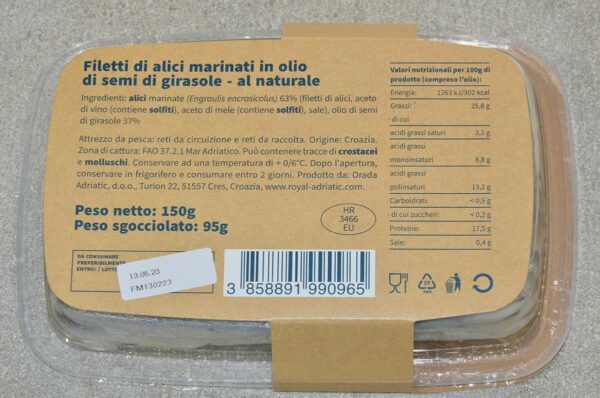 Filetti di alici marinati in olio
di semi di girasole - al naturale
Ingredienti: alici marinate (Engraulis encrasicolus) 63% (filetti di alici, aceto
di vino (contiene solfiti), aceto di mele (contiene solfiti), sale), olio di semi
di girasole 37%
Attrezzo da pesca: reti da circuizione e reti da raccolta. Origine: Croazia.
Zona di cattura: FAO 37.2.1 Mar Adriatico. Può contenere tracce di crostacei
e molluschi. Conservare ad una temperatura di + 0/6°C. Dopo l'apertura,
conservare in frigorifero e consumare entro 2 giorni. Prodotto da: Orada
Adriatic, d.o.o., Turion 22, 51557 Cres, Croazia, www.royal-adriatic.com.
Peso netto: 150g
Peso sgocciolato: 95g
HR
3466
EU
DA CONSUMARE
PREFERIBILMENTE
ENTRO: / LOTTO
13.05.23
FM130223
3 858891 990965
Valori nutrizionali per 100g di
prodotto (compreso l'olio):
Energia: 1263 kJ/302 kcal
Grassi: 25,8 g
- di cui
acidi grassi saturi 3,1 g
acidi grassi
monoinsaturi 8,8 g
acidi grassi
polinsaturi 13,2 g
Carboidrati: < 0,5 g
- di cui zuccheri: < 0,2 g
Proteine: 17,5 g
Sale: 0,4 g
23
PAP